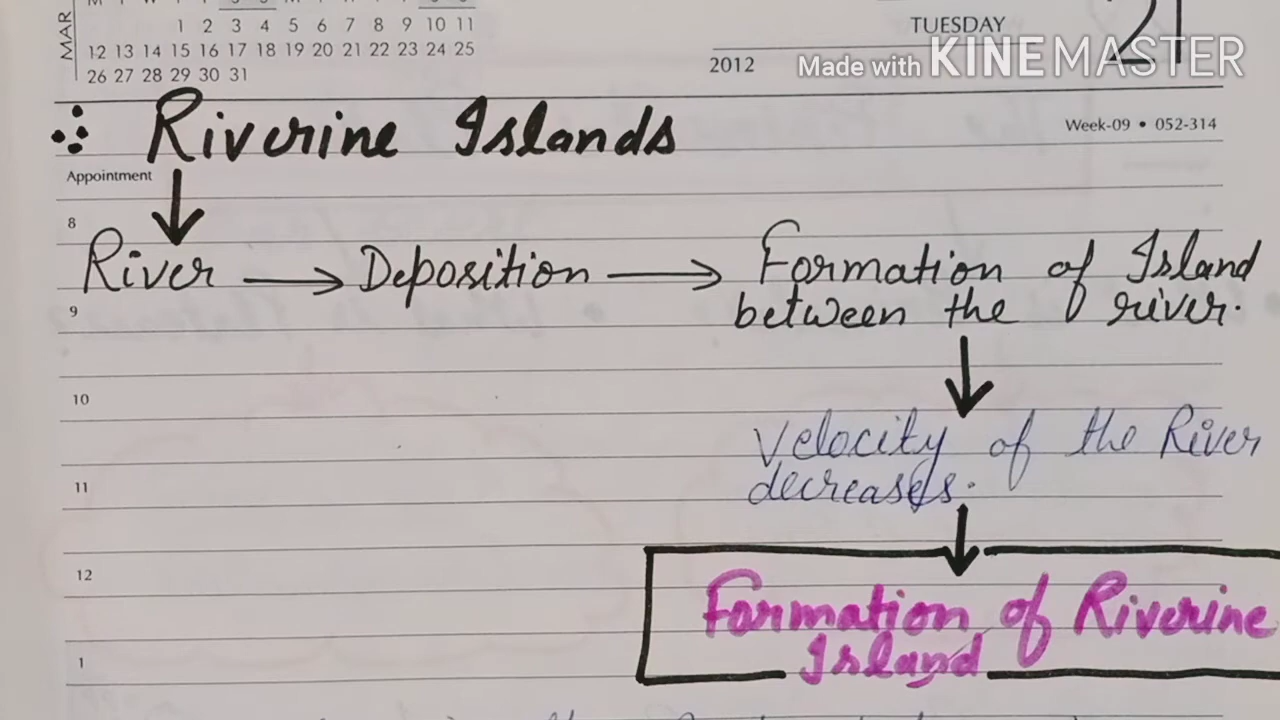 MAR
1 2 3 4 5 6 7 8 9 10 11
12 13 14 15 16 17 18 19 20 21 22 23 24 25
26 27 28 29 30 31
TUESDAY
21
2012
Made with KINEMASTER
Week-09 • 052-314
Riverine Islands
Appointment
8
River → Deposition → Formation of Island
between the river.
9
10
Velocity of the River
decreases.
11
12
Formation of Riverine
Island
1